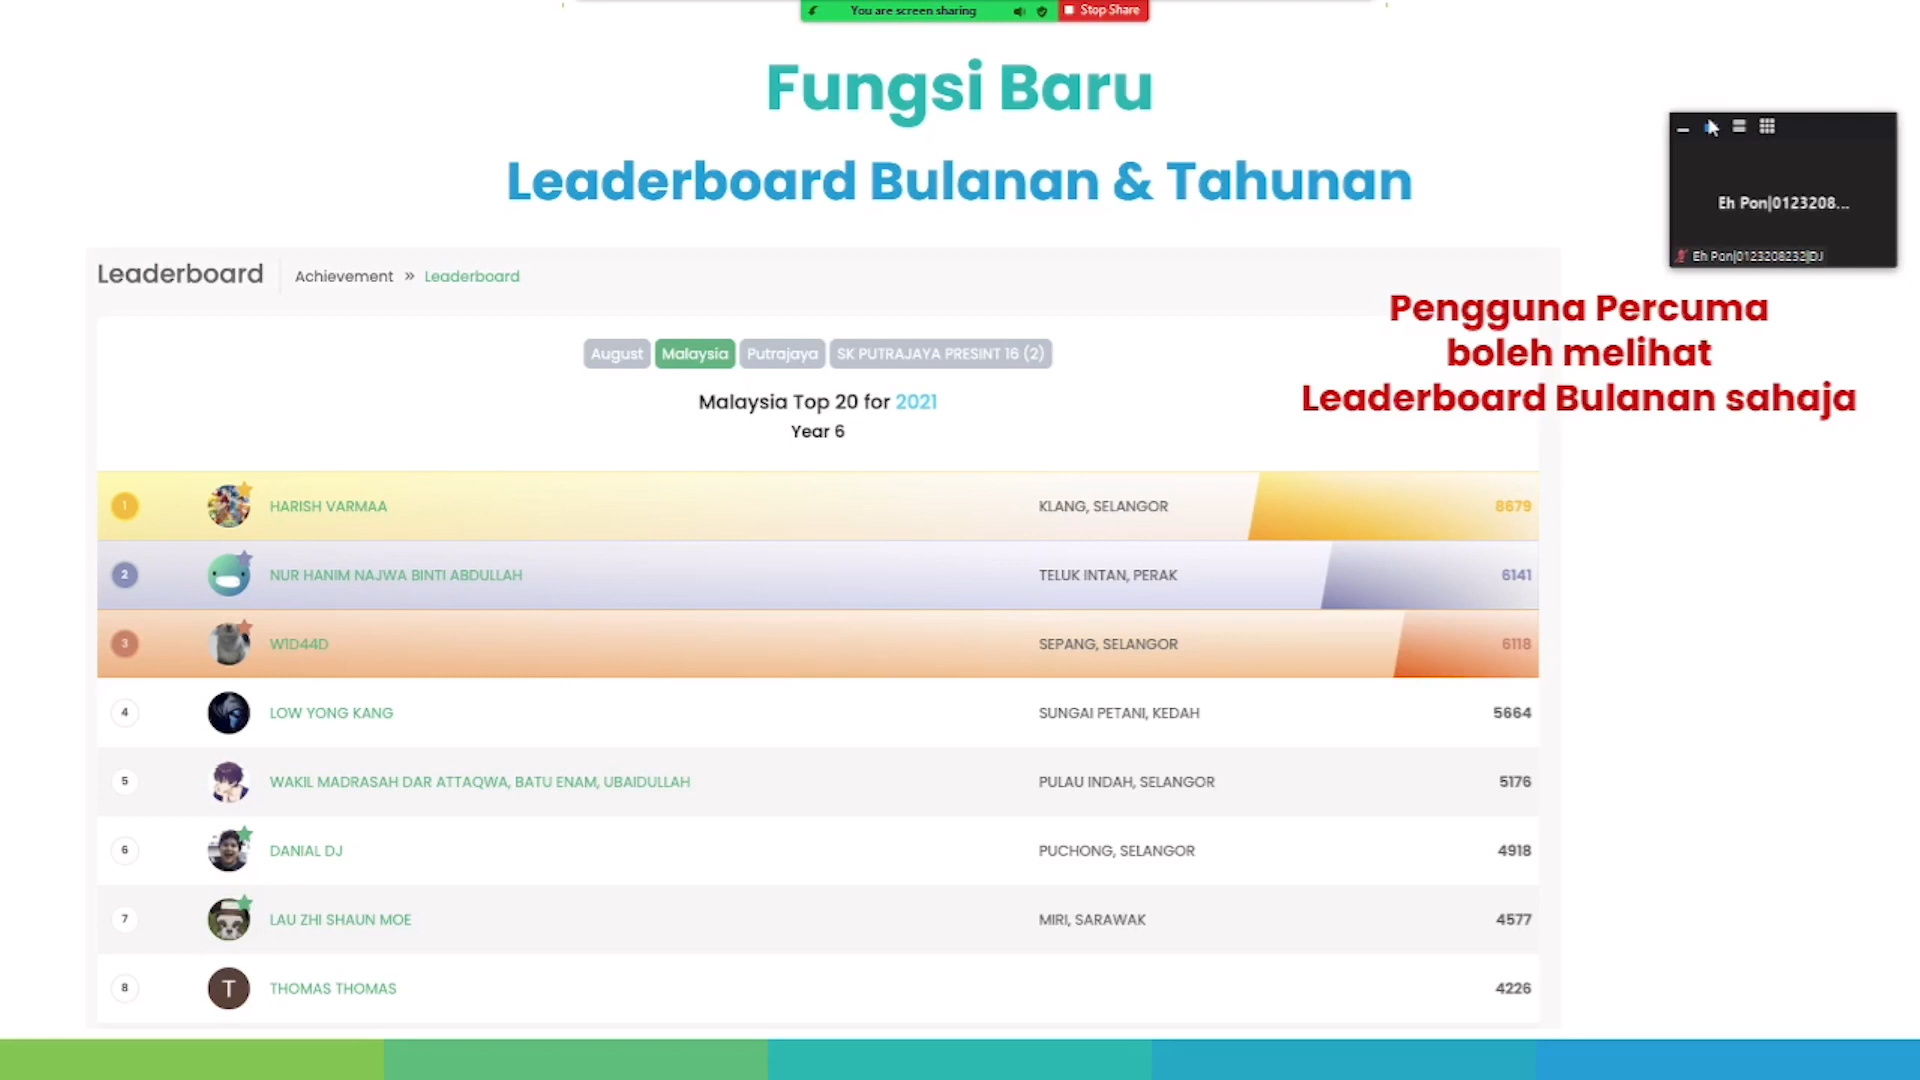 You are screen sharing
Stop Share
Fungsi Baru
Leaderboard Bulanan & Tahunan
Eh Pon|0123208...
Eh Pon|0123208232|DJ
Pengguna Percuma
boleh melihat
Leaderboard Bulanan sahaja
Leaderboard Achievement » Leaderboard
August Malaysia Putrajaya SK PUTRAJAYA PRESINT 16 (2)
Malaysia Top 20 for 2021
Year 6
1 HARISH VARMAA KLANG, SELANGOR 8679
2 NUR HANIM NAJWA BINTI ABDULLAH TELUK INTAN, PERAK 6141
3 W1D44D SEPANG, SELANGOR 6118
4 LOW YONG KANG SUNGAI PETANI, KEDAH 5664
5 WAKIL MADRASAH DAR ATTAQWA, BATU ENAM, UBAIDULLAH PULAU INDAH, SELANGOR 5176
6 DANIAL DJ PUCHONG, SELANGOR 4918
7 LAU ZHI SHAUN MOE MIRI, SARAWAK 4577
8 T THOMAS THOMAS 4226